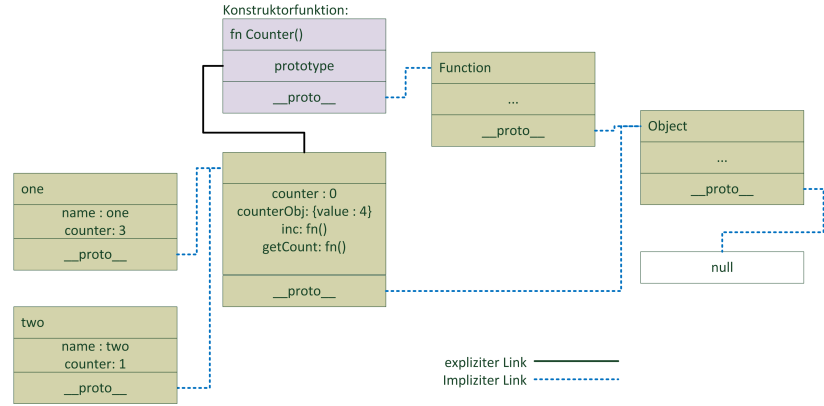 Konstruktorfunktion:
fn Counter()
prototype
__proto__
Function
...
__proto__
Object
...
__proto__
null
counter : 0
counterObj: {value : 4}
inc: fn()
getCount: fn()
__proto__
one
name : one
counter: 3
__proto__
two
name : two
counter: 1
__proto__
expliziter Link
Impliziter Link